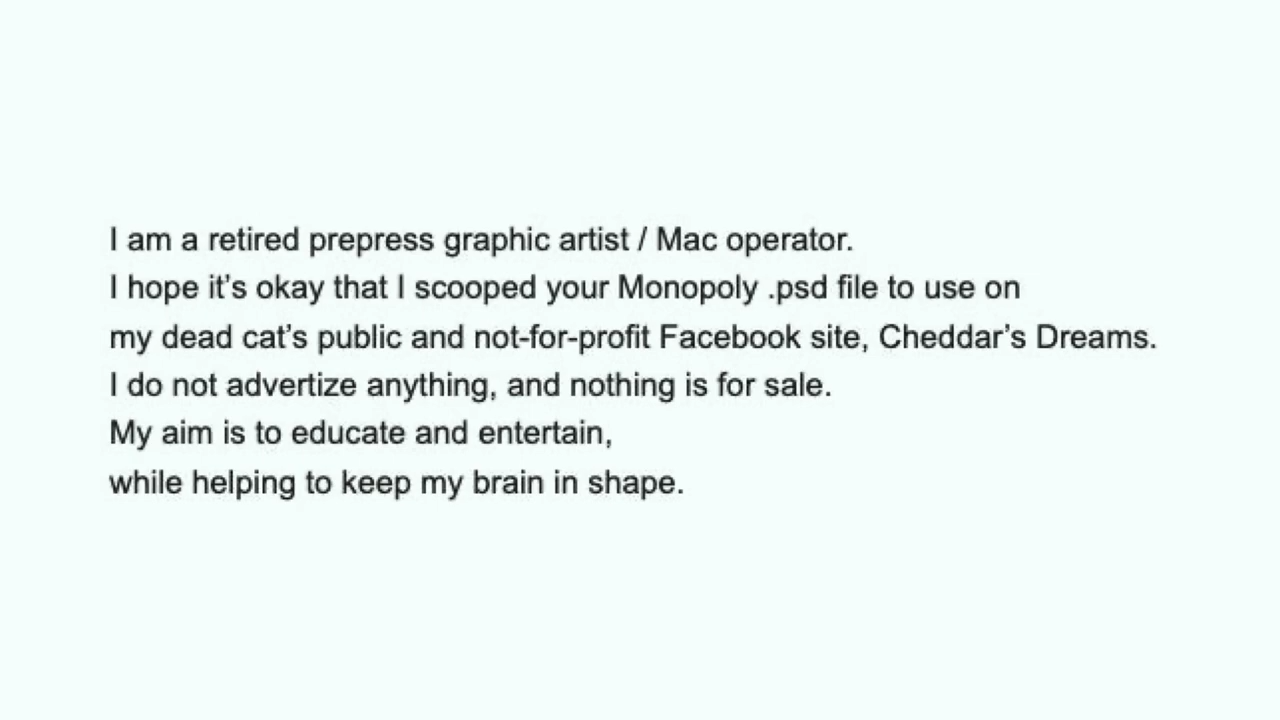 I am a retired prepress graphic artist / Mac operator.
I hope it’s okay that I scooped your Monopoly .psd file to use on
my dead cat’s public and not-for-profit Facebook site, Cheddar’s Dreams.
I do not advertize anything, and nothing is for sale.
My aim is to educate and entertain,
while helping to keep my brain in shape.